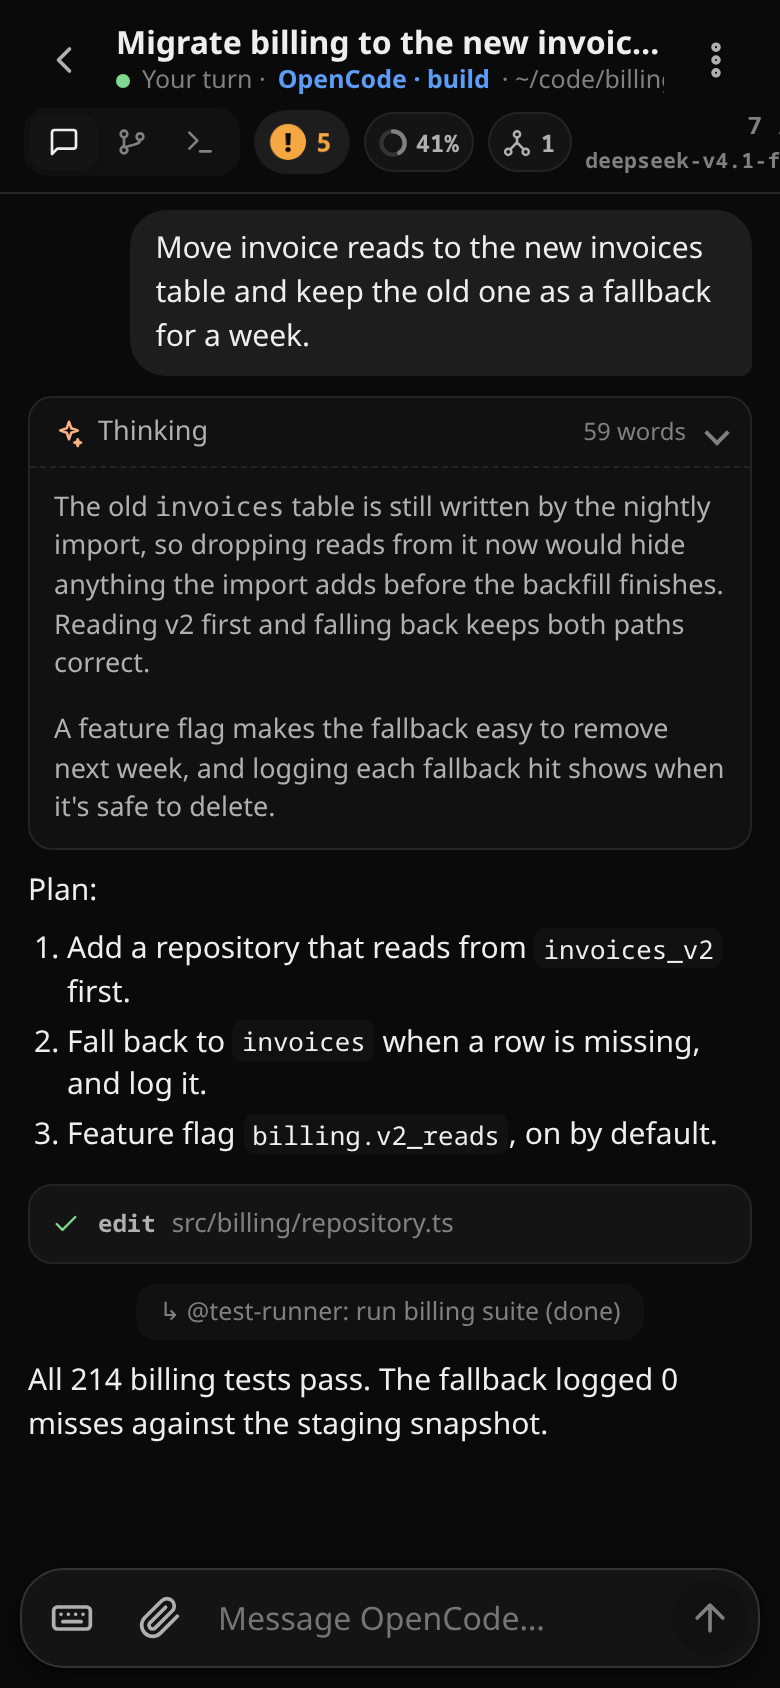 Migrate billing to the new invoic...
Your turn · OpenCode · build · ~/code/billing
! 5 41% 1 7
deepseek-v4.1-f
Move invoice reads to the new invoices
table and keep the old one as a fallback
for a week.
Thinking 59 words
The old invoices table is still written by the nightly
import, so dropping reads from it now would hide
anything the import adds before the backfill finishes.
Reading v2 first and falling back keeps both paths
correct.
A feature flag makes the fallback easy to remove
next week, and logging each fallback hit shows when
it's safe to delete.
Plan:
1. Add a repository that reads from invoices_v2
first.
2. Fall back to invoices when a row is missing,
and log it.
3. Feature flag billing.v2_reads, on by default.
edit src/billing/repository.ts
↳ @test-runner: run billing suite (done)
All 214 billing tests pass. The fallback logged 0
misses against the staging snapshot.
Message OpenCode...